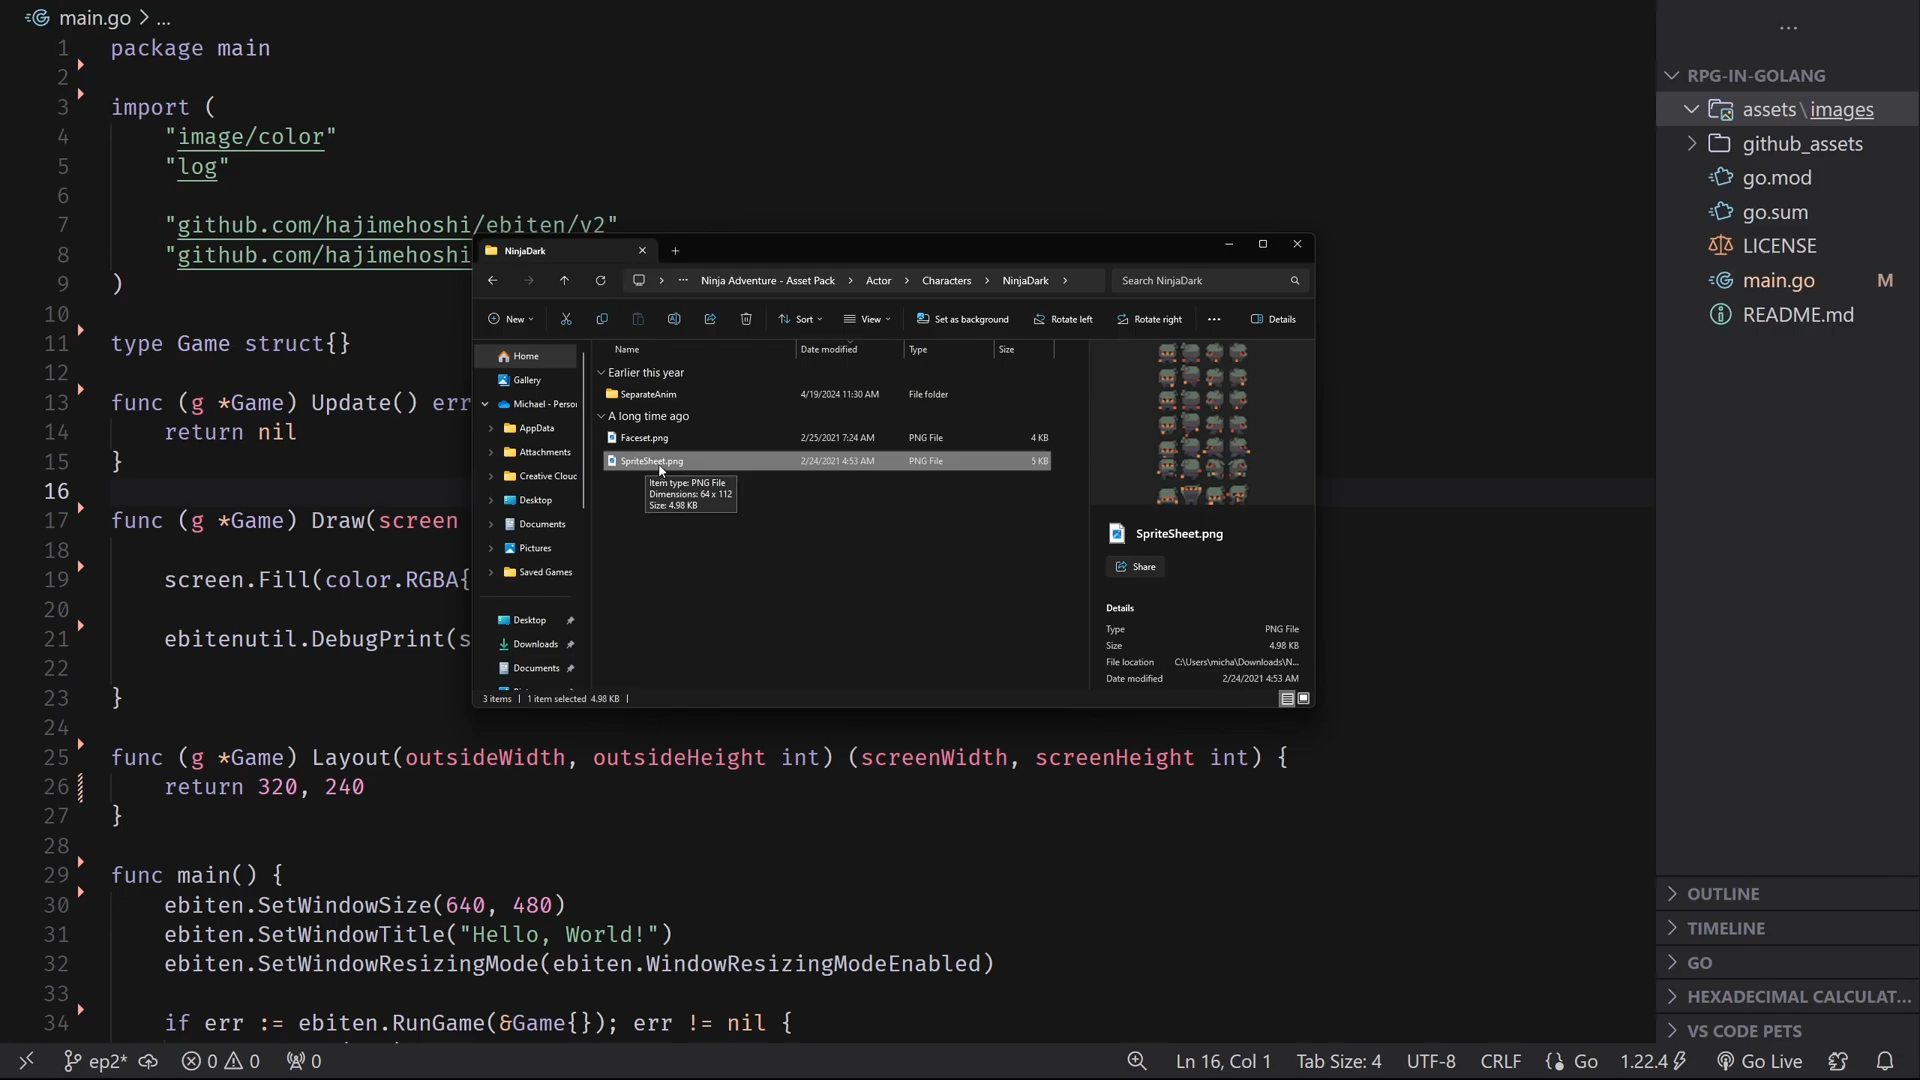 main.go > ...
1 package main
2
3 import (
4 "image/color"
5 "log"
6
7 "github.com/hajimehoshi/ebiten/v2"
8 "github.com/hajimehoshi
9 )
10
11 type Game struct{}
12
13 func (g *Game) Update() err
14 return nil
15 }
16
17 func (g *Game) Draw(screen
18
19 screen.Fill(color.RGBA{
20
21 ebitenutil.DebugPrint(s
22
23 }
24
25 func (g *Game) Layout(outsideWidth, outsideHeight int) (screenWidth, screenHeight int) {
26 return 320, 240
27 }
28
29 func main() {
30 ebiten.SetWindowSize(640, 480)
31 ebiten.SetWindowTitle("Hello, World!")
32 ebiten.SetWindowResizingMode(ebiten.WindowResizingModeEnabled)
33
34 if err := ebiten.RunGame(&Game{}); err != nil {
NinjaDark
... Ninja Adventure - Asset Pack > Actor > Characters > NinjaDark >
Search NinjaDark
New Sort View Set as background Rotate left Rotate right ... Details
Home
Gallery
Michael - Perso
AppData
Attachments
Creative Clou
Desktop
Documents
Pictures
Saved Games
Desktop
Downloads
Documents
Name Date modified Type Size
Earlier this year
SeparateAnim 4/19/2024 11:30 AM File folder
A long time ago
Faceset.png 2/25/2021 7:24 AM PNG File 4 KB
SpriteSheet.png 2/24/2021 4:53 AM PNG File 5 KB
Item type: PNG File
Dimensions: 64 x 112
Size: 4.98 KB
SpriteSheet.png
Share
Details
Type PNG File
Size 4.98 KB
File location C:\Users\micha\Downloads\N...
Date modified 2/24/2021 4:53 AM
3 items | 1 item selected 4.98 KB |
...
RPG-IN-GOLANG
assets\images
github_assets
go.mod
go.sum
LICENSE
main.go M
README.md
OUTLINE
TIMELINE
GO
HEXADECIMAL CALCULAT...
VS CODE PETS
ep2* 0 0 0 Ln 16, Col 1 Tab Size: 4 UTF-8 CRLF Go 1.22.4 Go Live